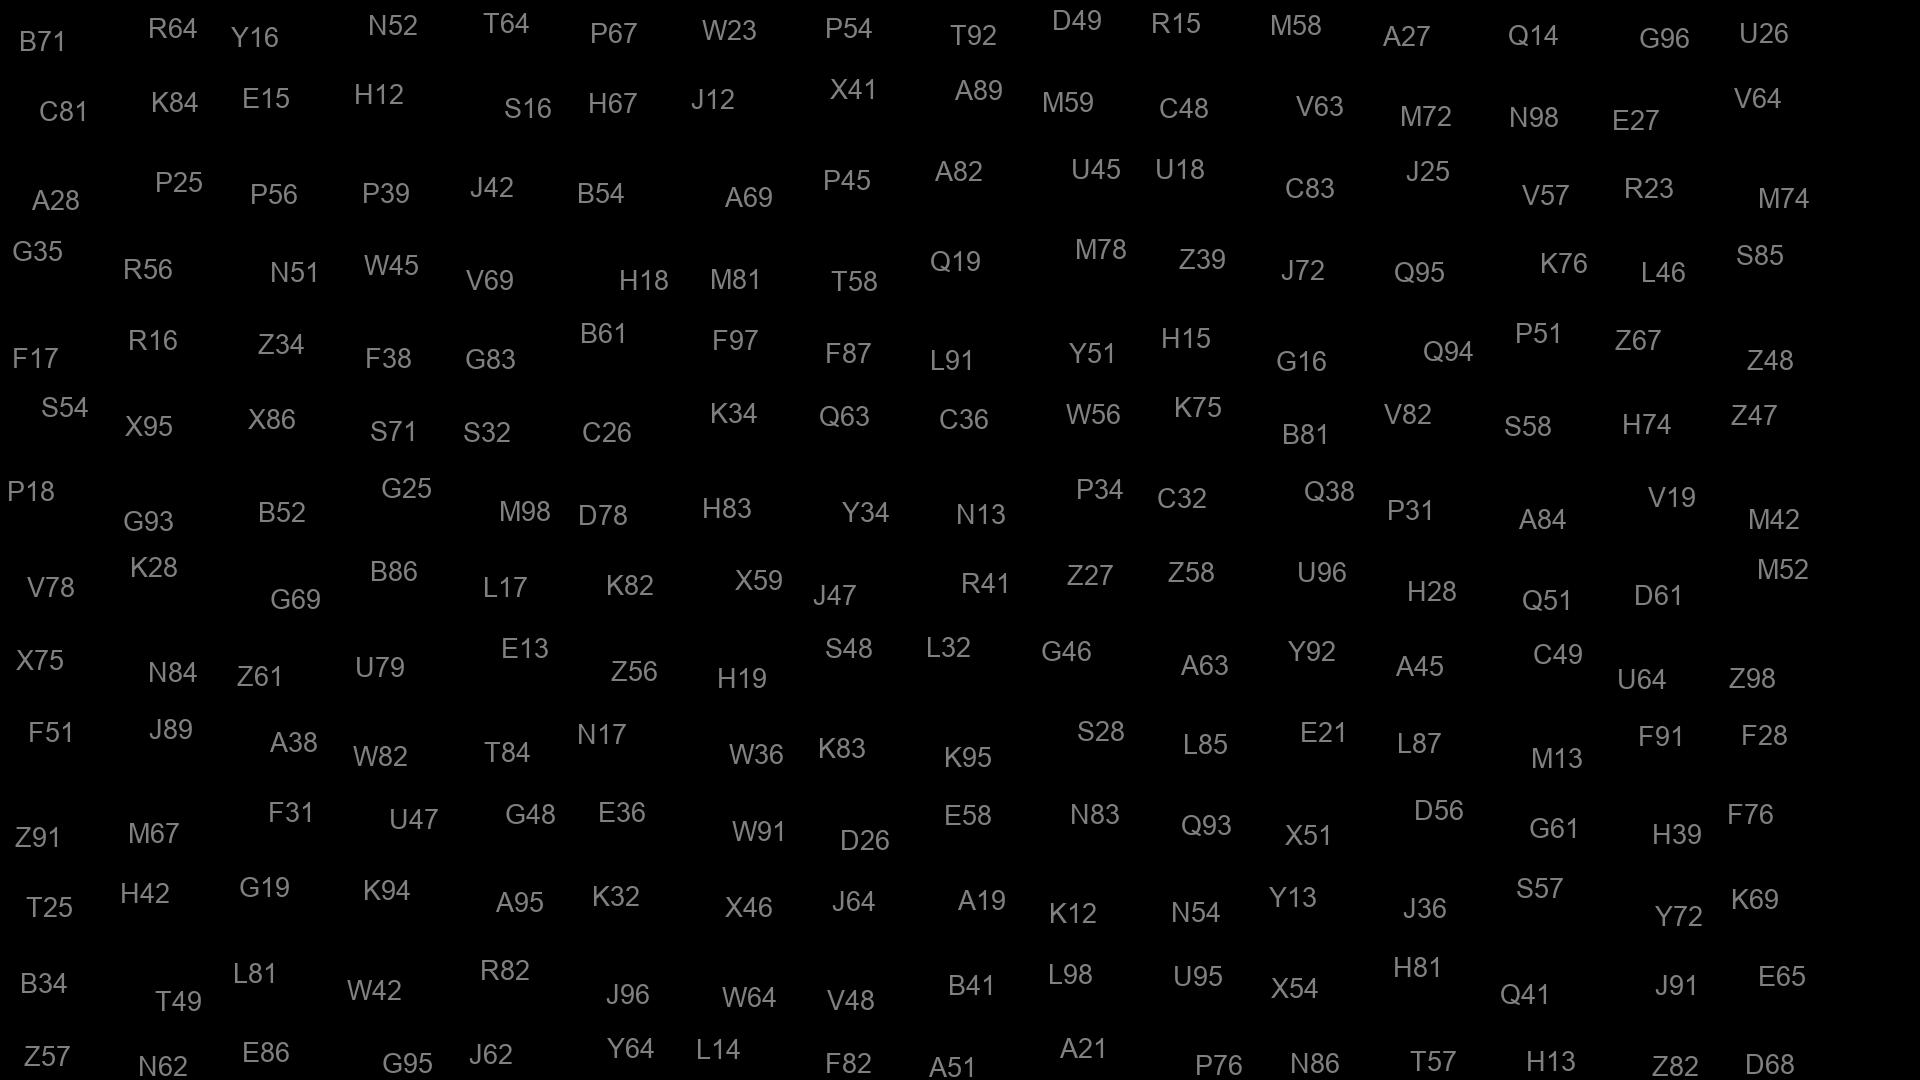 B71 R64 Y16 N52 T64 P67 W23 P54 T92 D49 R15 M58 A27 Q14 G96 U26
C81 K84 E15 H12 S16 H67 J12 X41 A89 M59 C48 V63 M72 N98 E27 V64
A28 P25 P56 P39 J42 B54 A69 P45 A82 U45 U18 C83 J25 V57 R23 M74
G35 R56 N51 W45 V69 H18 M81 T58 Q19 M78 Z39 J72 Q95 K76 L46 S85
F17 R16 Z34 F38 G83 B61 F97 F87 L91 Y51 H15 G16 Q94 P51 Z67 Z48
S54 X95 X86 S71 S32 C26 K34 Q63 C36 W56 K75 B81 V82 S58 H74 Z47
P18 G93 B52 G25 M98 D78 H83 Y34 N13 P34 C32 Q38 P31 A84 V19 M42
V78 K28 G69 B86 L17 K82 X59 J47 R41 Z27 Z58 U96 H28 Q51 D61 M52
X75 N84 Z61 U79 E13 Z56 H19 S48 L32 G46 A63 Y92 A45 C49 U64 Z98
F51 J89 A38 W82 T84 N17 W36 K83 K95 S28 L85 E21 L87 M13 F91 F28
Z91 M67 F31 U47 G48 E36 W91 D26 E58 N83 Q93 X51 D56 G61 H39 F76
T25 H42 G19 K94 A95 K32 X46 J64 A19 K12 N54 Y13 J36 S57 Y72 K69
B34 T49 L81 W42 R82 J96 W64 V48 B41 L98 U95 X54 H81 Q41 J91 E65
Z57 N62 E86 G95 J62 Y64 L14 F82 A51 A21 P76 N86 T57 H13 Z82 D68